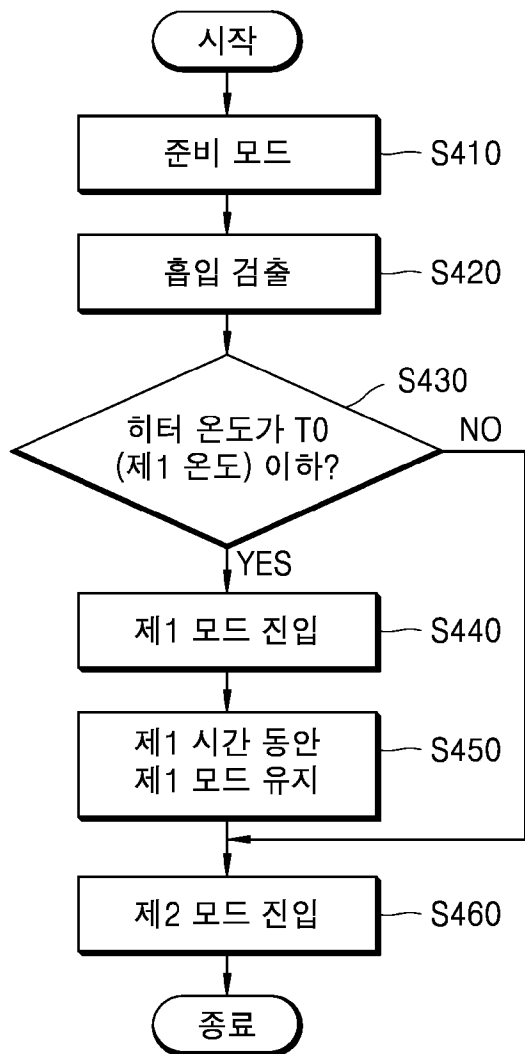 시작
준비 모드
S410
흡입 검출
S420
S430
히터 온도가 T0
(제1 온도) 이하?
NO
YES
제1 모드 진입
S440
제1 시간 동안
제1 모드 유지
S450
제2 모드 진입
S460
종료